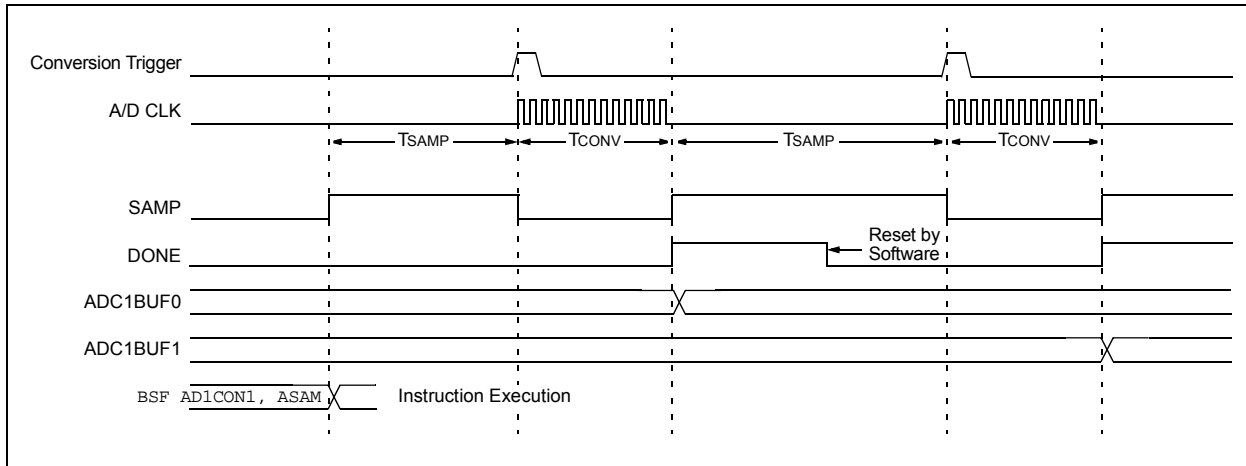 Conversion Trigger
A/D CLK
TSAMP
TCONV
TSAMP
TCONV
SAMP
DONE
Reset by
Software
ADC1BUF0
ADC1BUF1
BSF AD1CON1, ASAM
Instruction Execution